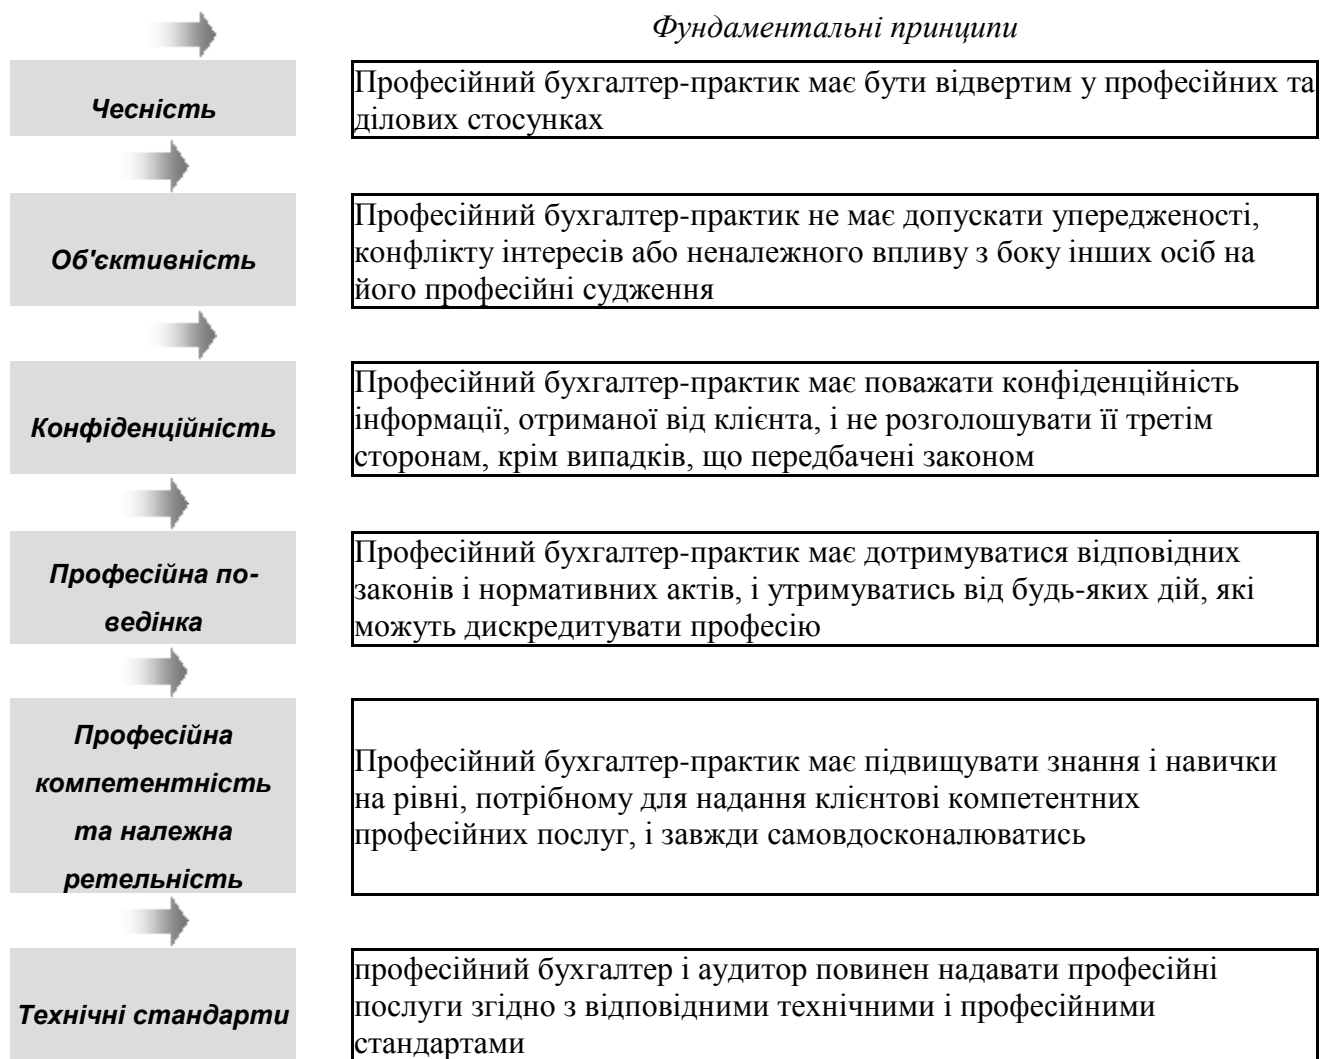 Фундаментальні принципи
Чесність
Професійний бухгалтер-практик має бути відвертим у професійних та
ділових стосунках
Об'єктивність
Професійний бухгалтер-практик не має допускати упередженості,
конфлікту інтересів або неналежного впливу з боку інших осіб на
його професійні судження
Конфіденційність
Професійний бухгалтер-практик має поважати конфіденційність
інформації, отриманої від клієнта, і не розголошувати її третім
сторонам, крім випадків, що передбачені законом
Професійна по-
ведінка
Професійний бухгалтер-практик має дотримуватися відповідних
законів і нормативних актів, і утримуватись від будь-яких дій, які
можуть дискредитувати професію
Професійна
компетентність
та належна
ретельність
Професійний бухгалтер-практик має підвищувати знання і навички
на рівні, потрібному для надання клієнтові компетентних
професійних послуг, і завжди самовдосконалюватись
Технічні стандарти
професійний бухгалтер і аудитор повинен надавати професійні
послуги згідно з відповідними технічними і професійними
стандартами